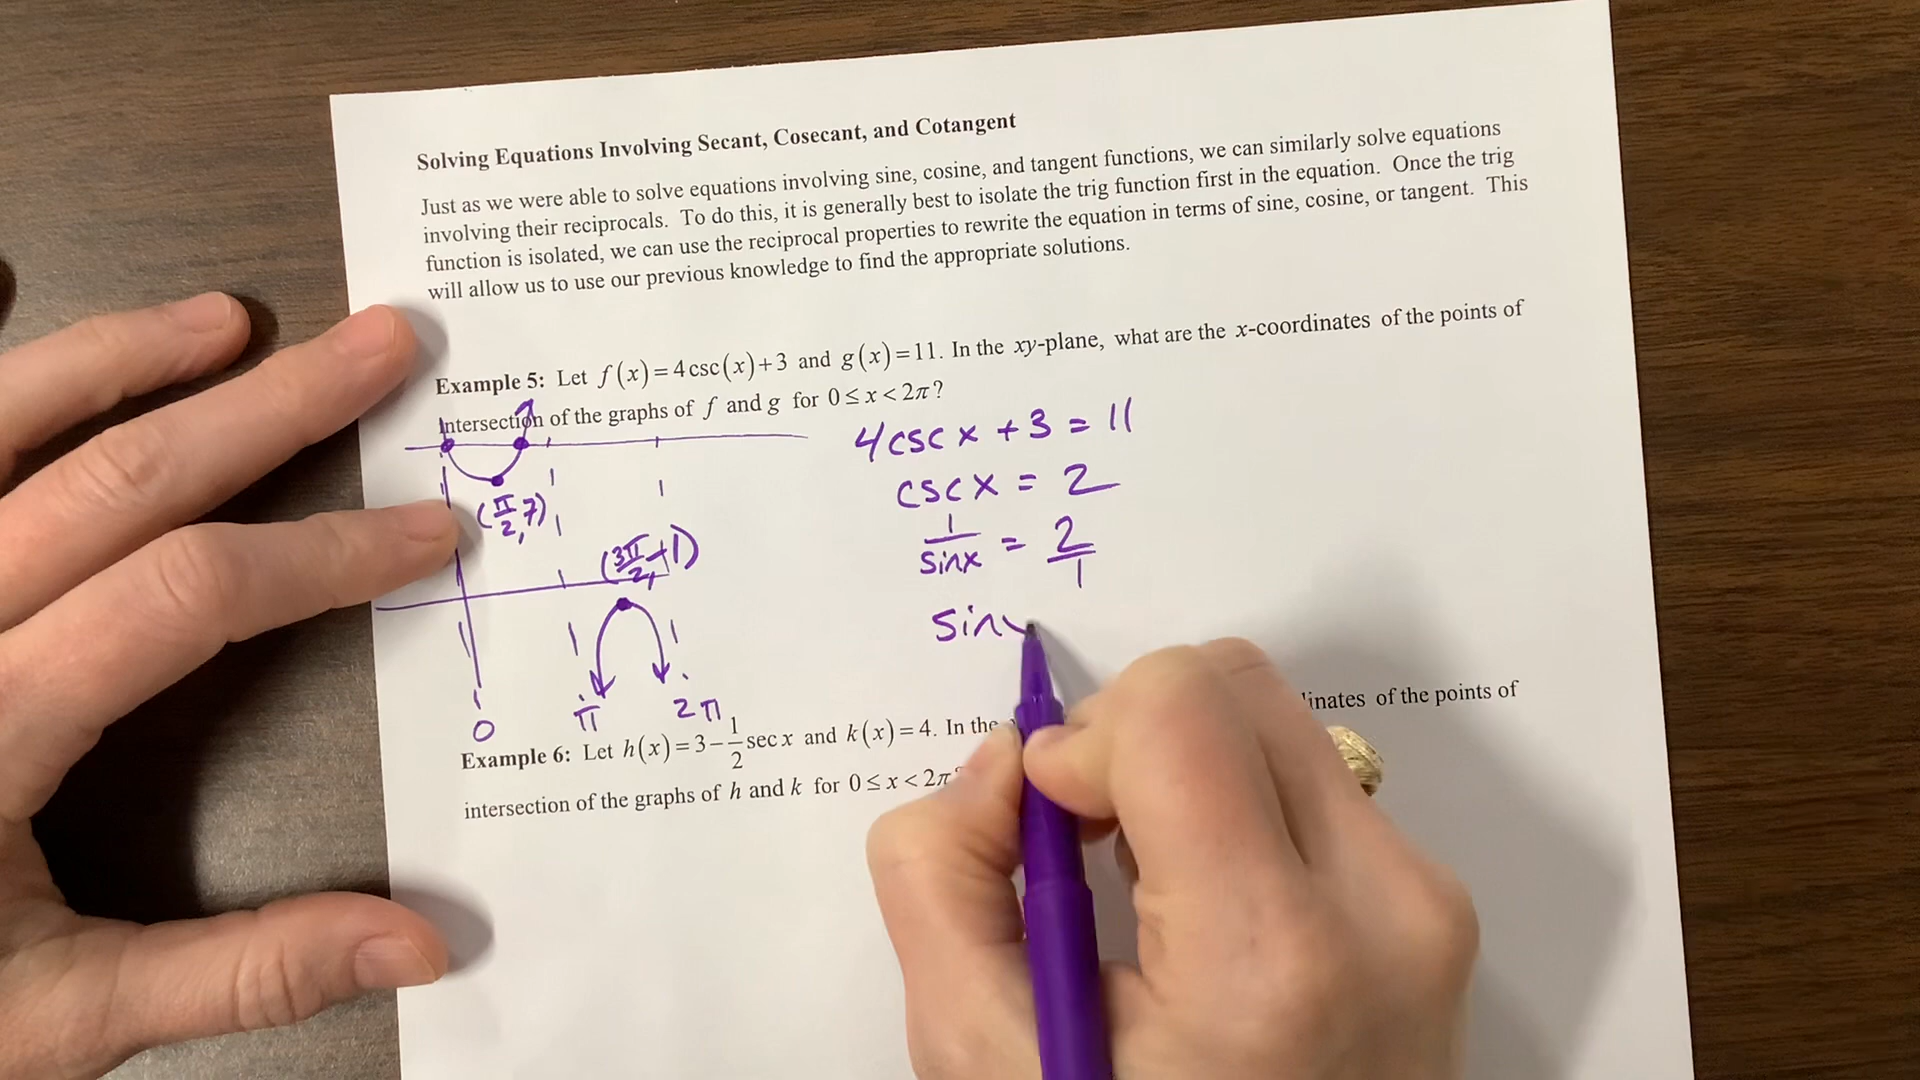 Solving Equations Involving Secant, Cosecant, and Cotangent
Just as we were able to solve equations involving sine, cosine, and tangent functions, we can similarly solve equations
involving their reciprocals. To do this, it is generally best to isolate the trig function first in the equation. Once the trig
function is isolated, we can use the reciprocal properties to rewrite the equation in terms of sine, cosine, or tangent. This
will allow us to use our previous knowledge to find the appropriate solutions.
Example 5: Let f(x)=4csc(x)+3 and g(x)=11. In the xy-plane, what are the x-coordinates of the points of
intersection of the graphs of f and g for 0≤x<2π?
4cscx+3=11
cscx=2
1/sinx = 2/1
sinx
(π/2, 7)
(3π/2, -1)
0
π
2π
Example 6: Let h(x)=3-1/2 sec x and k(x)=4. In the
inates of the points of
intersection of the graphs of h and k for 0≤x<2π